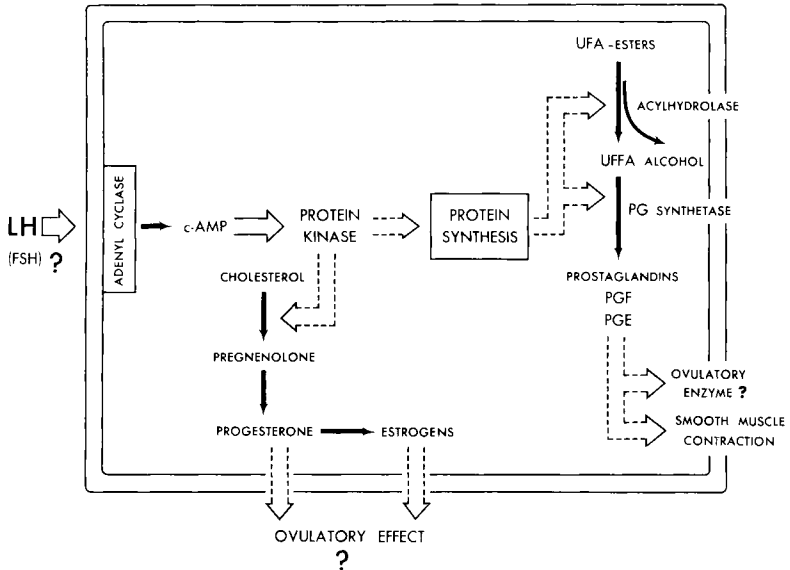 LH
(FSH) ?
ADENYL CYCLASE
c-AMP
PROTEIN
KINASE
PROTEIN
SYNTHESIS
UFA -ESTERS
ACYLHYDROLASE
UFFA ALCOHOL
PG SYNTHETASE
PROSTAGLANDINS
PGF
PGE
OVULATORY
ENZYME ?
SMOOTH MUSCLE
CONTRACTION
CHOLESTEROL
PREGNENOLONE
PROGESTERONE
ESTROGENS
OVULATORY EFFECT
?